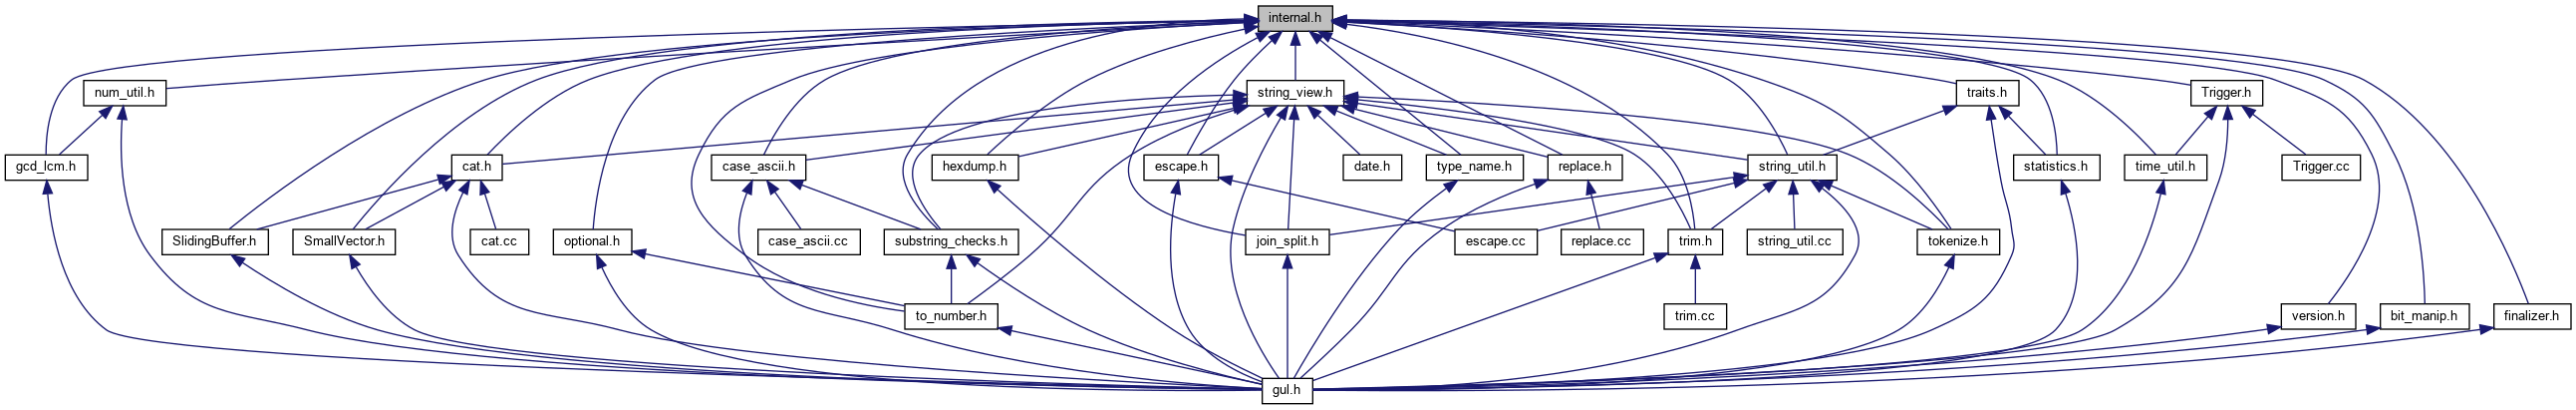 internal.h
num_util.h
string_view.h
traits.h
Trigger.h
gcd_lcm.h
cat.h
case_ascii.h
hexdump.h
escape.h
date.h
type_name.h
replace.h
string_util.h
statistics.h
time_util.h
Trigger.cc
SlidingBuffer.h
SmallVector.h
cat.cc
optional.h
case_ascii.cc
substring_checks.h
join_split.h
escape.cc
replace.cc
trim.h
string_util.cc
tokenize.h
to_number.h
trim.cc
version.h
bit_manip.h
finalizer.h
gul.h